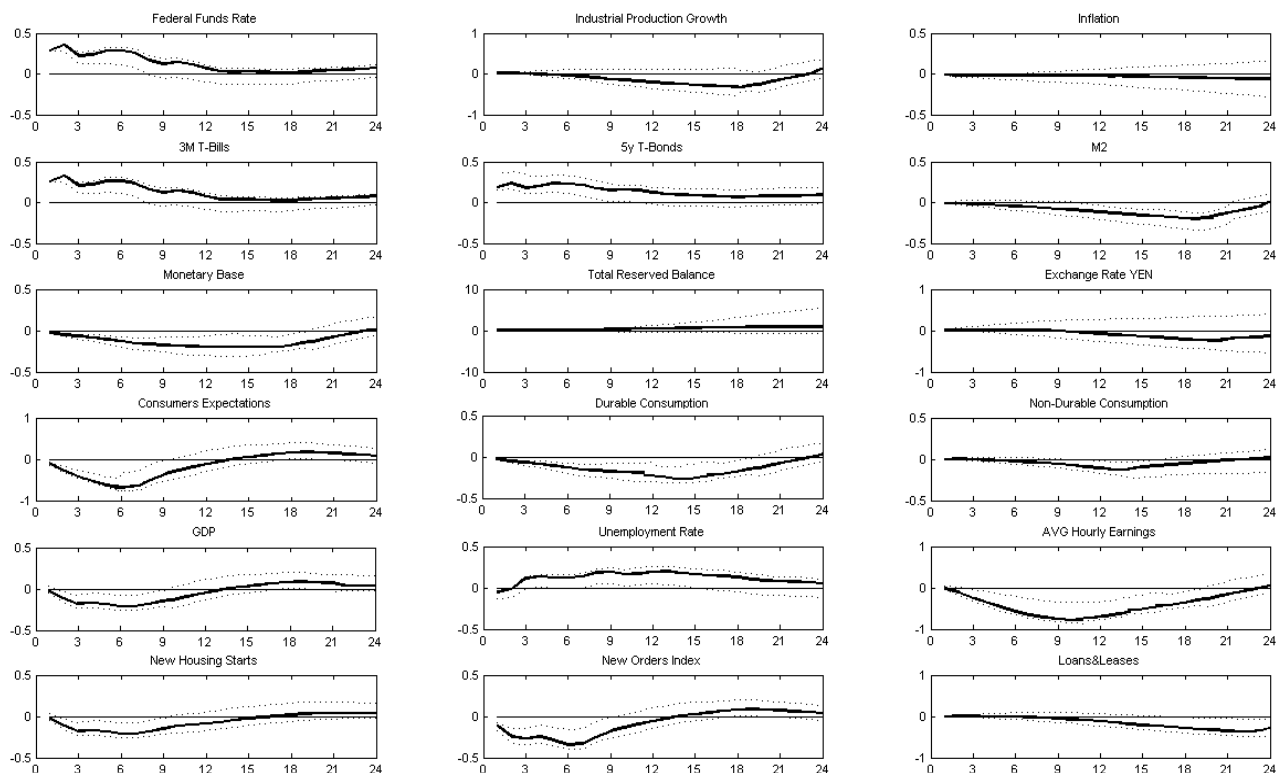 Federal Funds Rate
0.5
0
-0.5
0 3 6 9 12 15 18 21 24
Industrial Production Growth
1
0
-1
0 3 6 9 12 15 18 21 24
Inflation
0.5
0
-0.5
0 3 6 9 12 15 18 21 24
3M T-Bills
0.5
0
-0.5
0 3 6 9 12 15 18 21 24
5y T-Bonds
0.5
0
-0.5
0 3 6 9 12 15 18 21 24
M2
0.5
0
-0.5
0 3 6 9 12 15 18 21 24
Monetary Base
0.5
0
-0.5
0 3 6 9 12 15 18 21 24
Total Reserved Balance
10
0
-10
0 3 6 9 12 15 18 21 24
Exchange Rate YEN
1
0
-1
0 3 6 9 12 15 18 21 24
Consumers Expectations
1
0
-1
0 3 6 9 12 15 18 21 24
Durable Consumption
0.5
0
-0.5
0 3 6 9 12 15 18 21 24
Non-Durable Consumption
0.5
0
-0.5
0 3 6 9 12 15 18 21 24
GDP
0.5
0
-0.5
0 3 6 9 12 15 18 21 24
Unemployment Rate
0.5
0
-0.5
0 3 6 9 12 15 18 21 24
AVG Hourly Earnings
1
0
-1
0 3 6 9 12 15 18 21 24
New Housing Starts
0.5
0
-0.5
0 3 6 9 12 15 18 21 24
New Orders Index
0.5
0
-0.5
0 3 6 9 12 15 18 21 24
Loans&Leases
1
0
-1
0 3 6 9 12 15 18 21 24